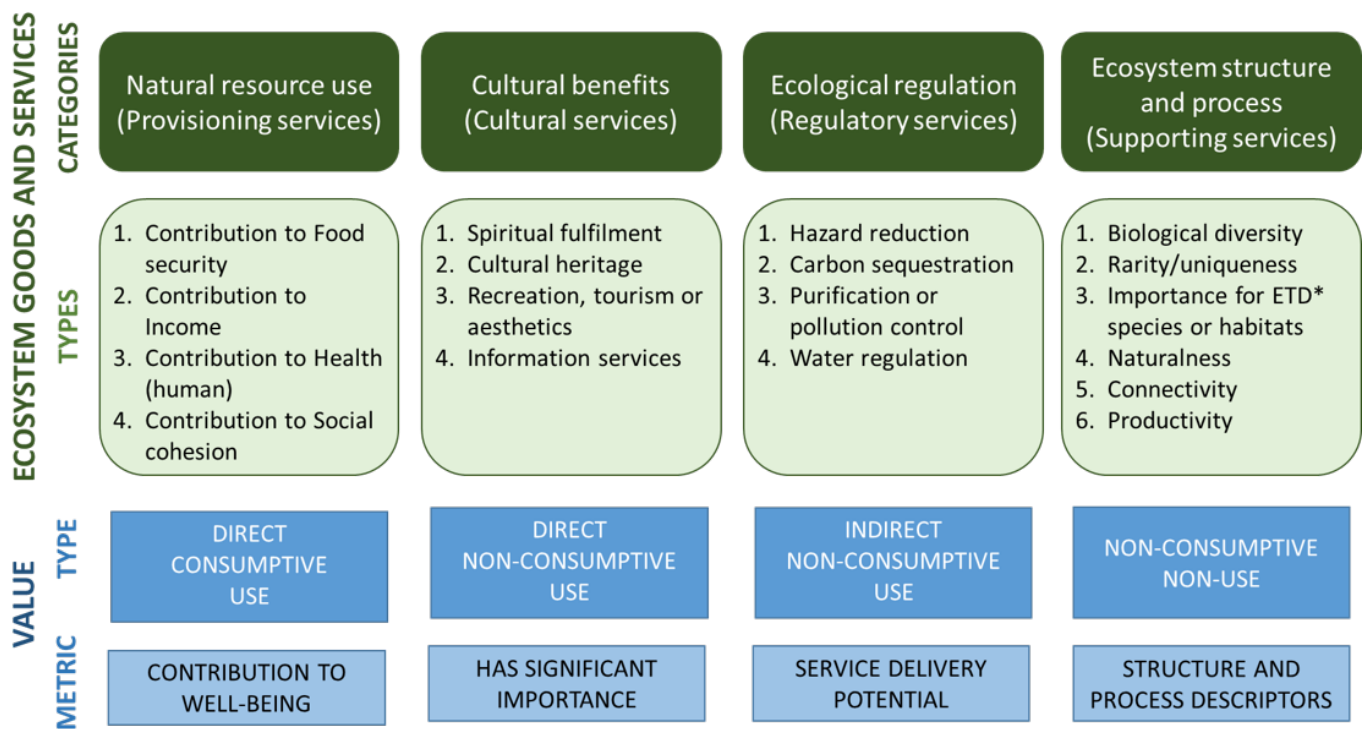 ECOSYSTEM GOODS AND SERVICES
CATEGORIES
Natural resource use
(Provisioning services)
Cultural benefits
(Cultural services)
Ecological regulation
(Regulatory services)
Ecosystem structure
and process
(Supporting services)
TYPES
1. Contribution to Food
security
2. Contribution to
Income
3. Contribution to Health
(human)
4. Contribution to Social
cohesion
1. Spiritual fulfilment
2. Cultural heritage
3. Recreation, tourism or
aesthetics
4. Information services
1. Hazard reduction
2. Carbon sequestration
3. Purification or
pollution control
4. Water regulation
1. Biological diversity
2. Rarity/uniqueness
3. Importance for ETD*
species or habitats
4. Naturalness
5. Connectivity
6. Productivity
VALUE
TYPE
DIRECT
CONSUMPTIVE
USE
DIRECT
NON-CONSUMPTIVE
USE
INDIRECT
NON-CONSUMPTIVE
USE
NON-CONSUMPTIVE
NON-USE
METRIC
CONTRIBUTION TO
WELL-BEING
HAS SIGNIFICANT
IMPORTANCE
SERVICE DELIVERY
POTENTIAL
STRUCTURE AND
PROCESS DESCRIPTORS